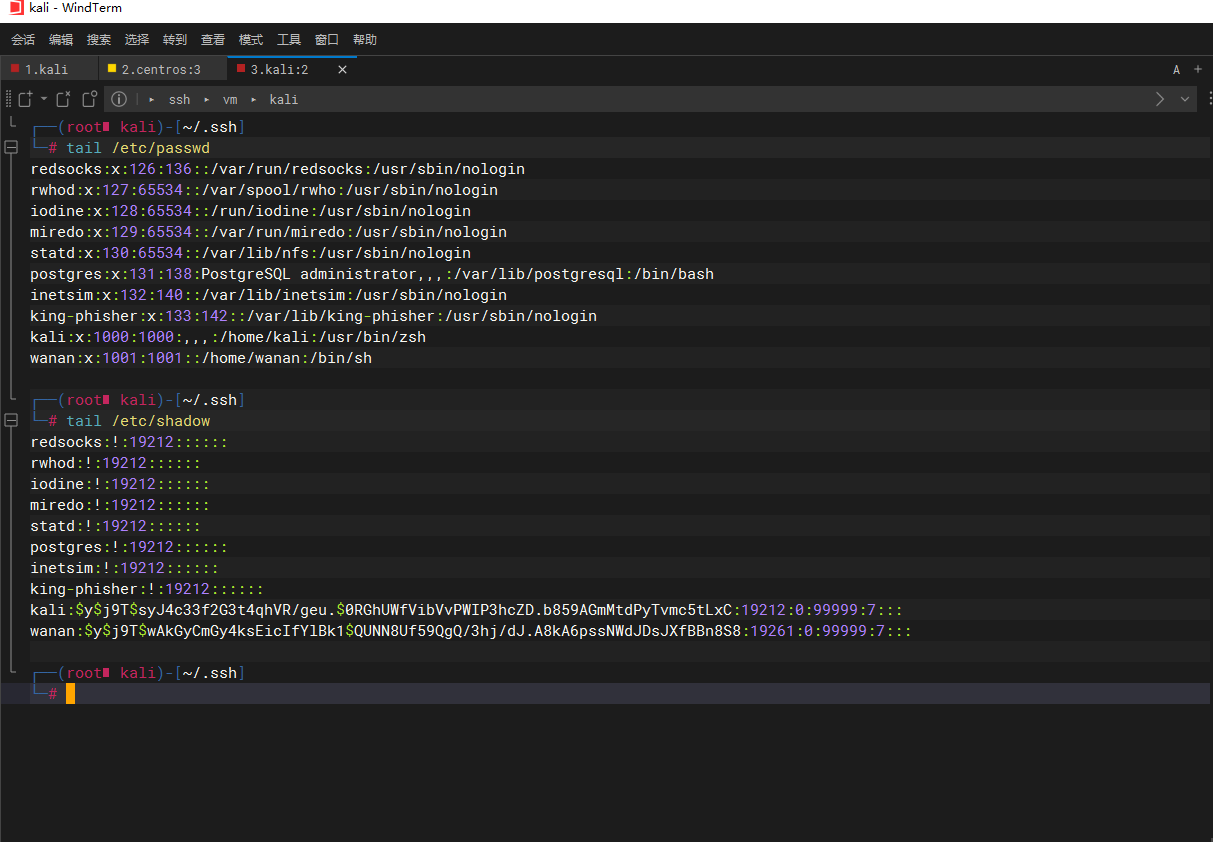 kali - WindTerm
会话 编辑 搜索 选择 转到 查看 模式 工具 窗口 帮助
1.kali 2.centros:3 3.kali:2 A
ssh vm kali
┌──(root kali)-[~/.ssh]
└─# tail /etc/passwd
redsocks:x:126:136::/var/run/redsocks:/usr/sbin/nologin
rwhod:x:127:65534::/var/spool/rwho:/usr/sbin/nologin
iodine:x:128:65534::/run/iodine:/usr/sbin/nologin
miredo:x:129:65534::/var/run/miredo:/usr/sbin/nologin
statd:x:130:65534::/var/lib/nfs:/usr/sbin/nologin
postgres:x:131:138:PostgreSQL administrator,,,:/var/lib/postgresql:/bin/bash
inetsim:x:132:140::/var/lib/inetsim:/usr/sbin/nologin
king-phisher:x:133:142::/var/lib/king-phisher:/usr/sbin/nologin
kali:x:1000:1000:,,,:/home/kali:/usr/bin/zsh
wanan:x:1001:1001::/home/wanan:/bin/sh
┌──(root kali)-[~/.ssh]
└─# tail /etc/shadow
redsocks:!:19212::::::
rwhod:!:19212::::::
iodine:!:19212::::::
miredo:!:19212::::::
statd:!:19212::::::
postgres:!:19212::::::
inetsim:!:19212::::::
king-phisher:!:19212::::::
kali:$y$j9T$syJ4c33f2G3t4qhVR/geu.$0RGhUWfVibVvPWIP3hcZD.b859AGmMtdPyTvmc5tLxC:19212:0:99999:7:::
wanan:$y$j9T$wAkGyCmGy4ksEicIfYlBk1$QUNN8Uf59QgQ/3hj/dJ.A8kA6pssNWdJDsJXfBBn8S8:19261:0:99999:7:::
┌──(root kali)-[~/.ssh]
└─#